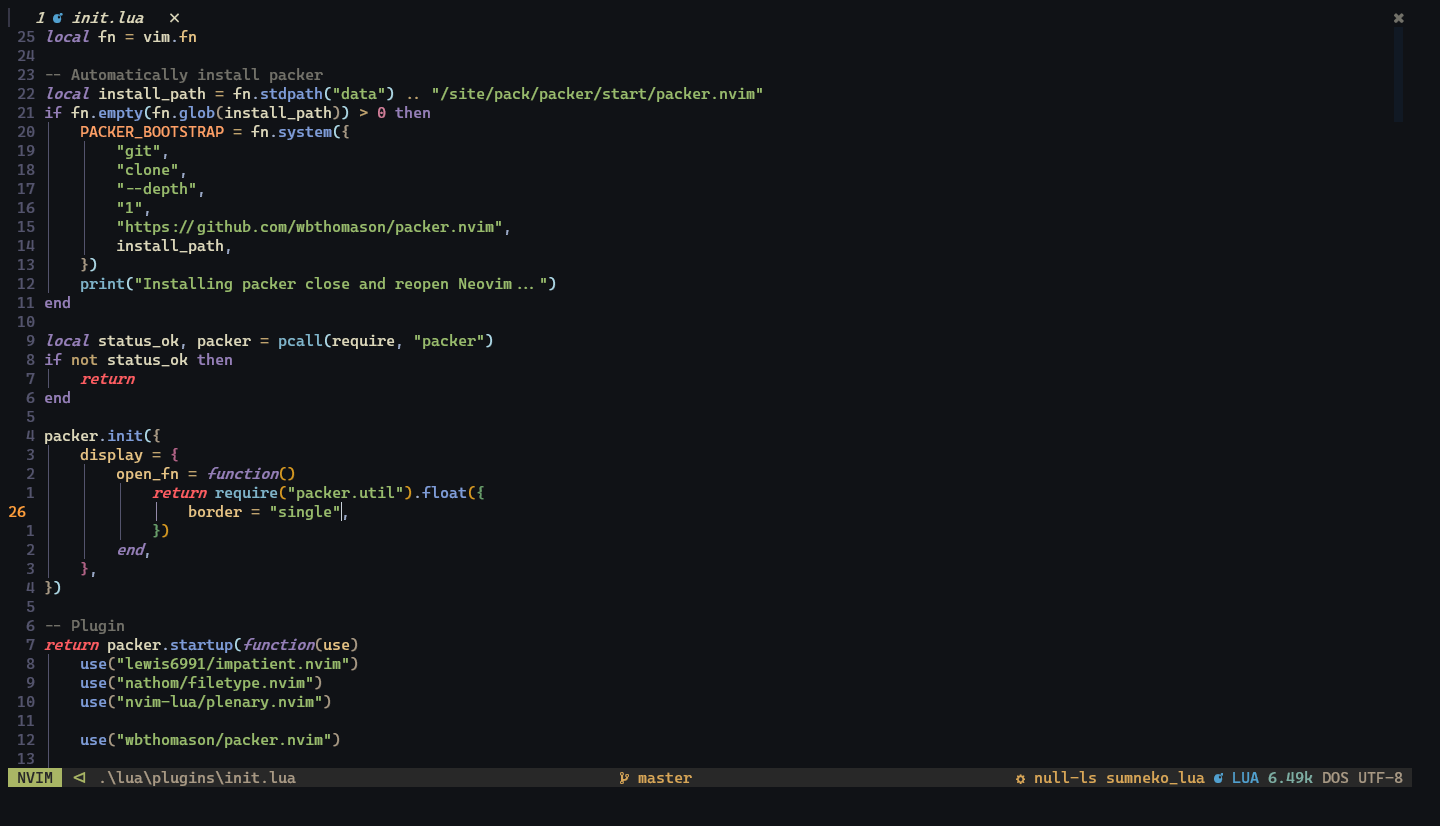 1 init.lua ✕ ✖
25 local fn = vim.fn
24
23 -- Automatically install packer
22 local install_path = fn.stdpath("data") .. "/site/pack/packer/start/packer.nvim"
21 if fn.empty(fn.glob(install_path)) > 0 then
20 PACKER_BOOTSTRAP = fn.system({
19 "git",
18 "clone",
17 "--depth",
16 "1",
15 "https://github.com/wbthomason/packer.nvim",
14 install_path,
13 })
12 print("Installing packer close and reopen Neovim...")
11 end
10
9 local status_ok, packer = pcall(require, "packer")
8 if not status_ok then
7 return
6 end
5
4 packer.init({
3 display = {
2 open_fn = function()
1 return require("packer.util").float({
26 border = "single",
1 })
2 end,
3 },
4 })
5
6 -- Plugin
7 return packer.startup(function(use)
8 use("lewis6991/impatient.nvim")
9 use("nathom/filetype.nvim")
10 use("nvim-lua/plenary.nvim")
11
12 use("wbthomason/packer.nvim")
13
NVIM .\lua\plugins\init.lua master null-ls sumneko_lua LUA 6.49k DOS UTF-8